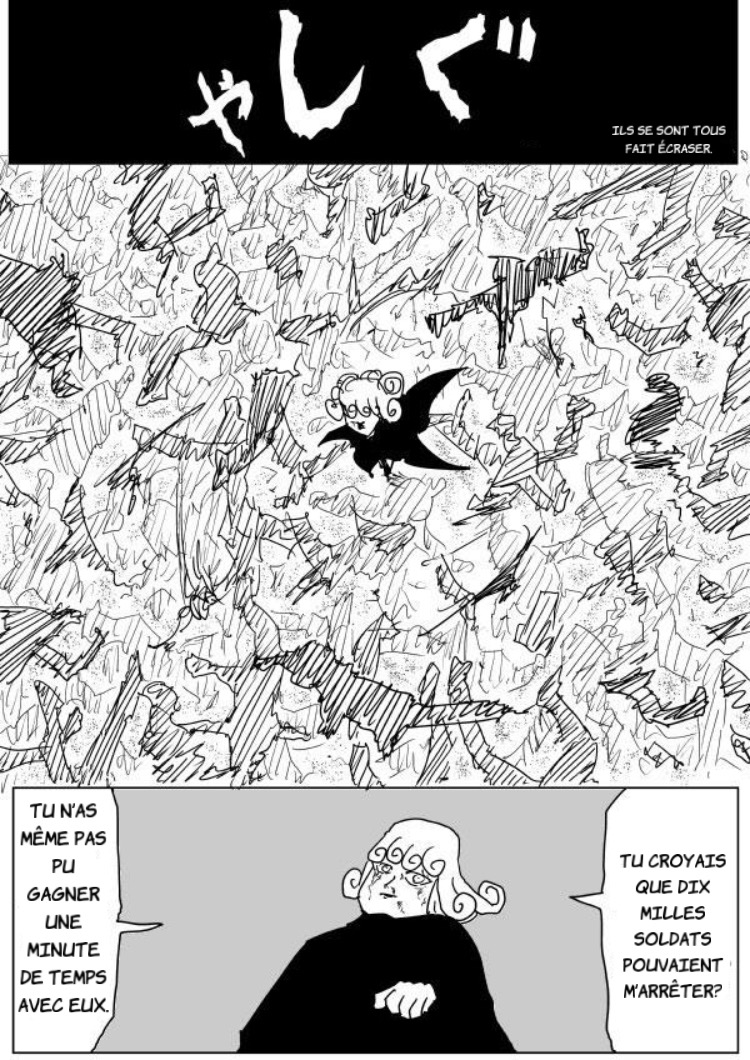 ぐしゃ
ILS SE SONT TOUS
FAIT ÉCRASER.
TU CROYAIS
QUE DIX
MILLES
SOLDATS
POUVAIENT
M'ARRÊTER?
TU N'AS
MÊME PAS
PU
GAGNER
UNE
MINUTE
DE TEMPS
AVEC EUX.